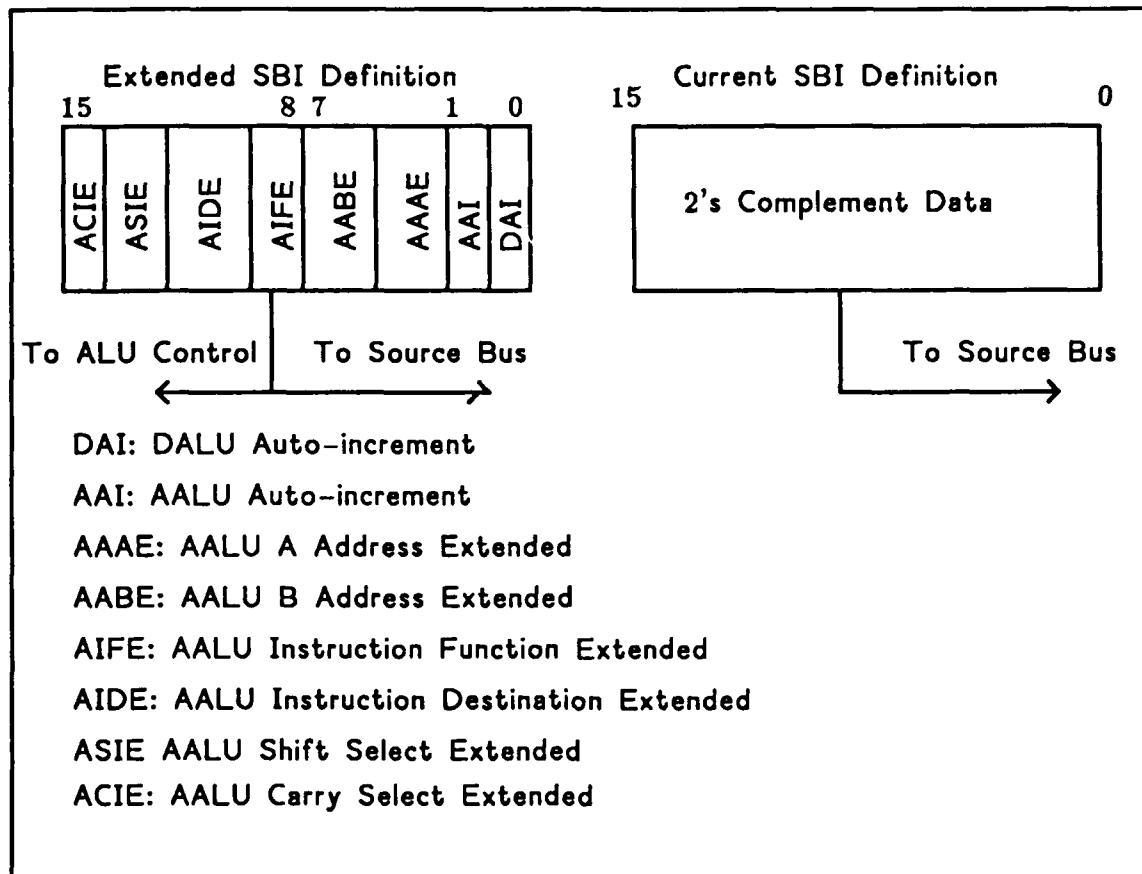 Extended SBI Definition
15 8 7 1 0
ACIE
ASIE
AIDE
AIFE
AABE
AAAE
AAI
DAI
To ALU Control
To Source Bus
Current SBI Definition
15 0
2's Complement Data
To Source Bus
DAI: DALU Auto-increment
AAI: AALU Auto-increment
AAAE: AALU A Address Extended
AABE: AALU B Address Extended
AIFE: AALU Instruction Function Extended
AIDE: AALU Instruction Destination Extended
ASIE AALU Shift Select Extended
ACIE: AALU Carry Select Extended